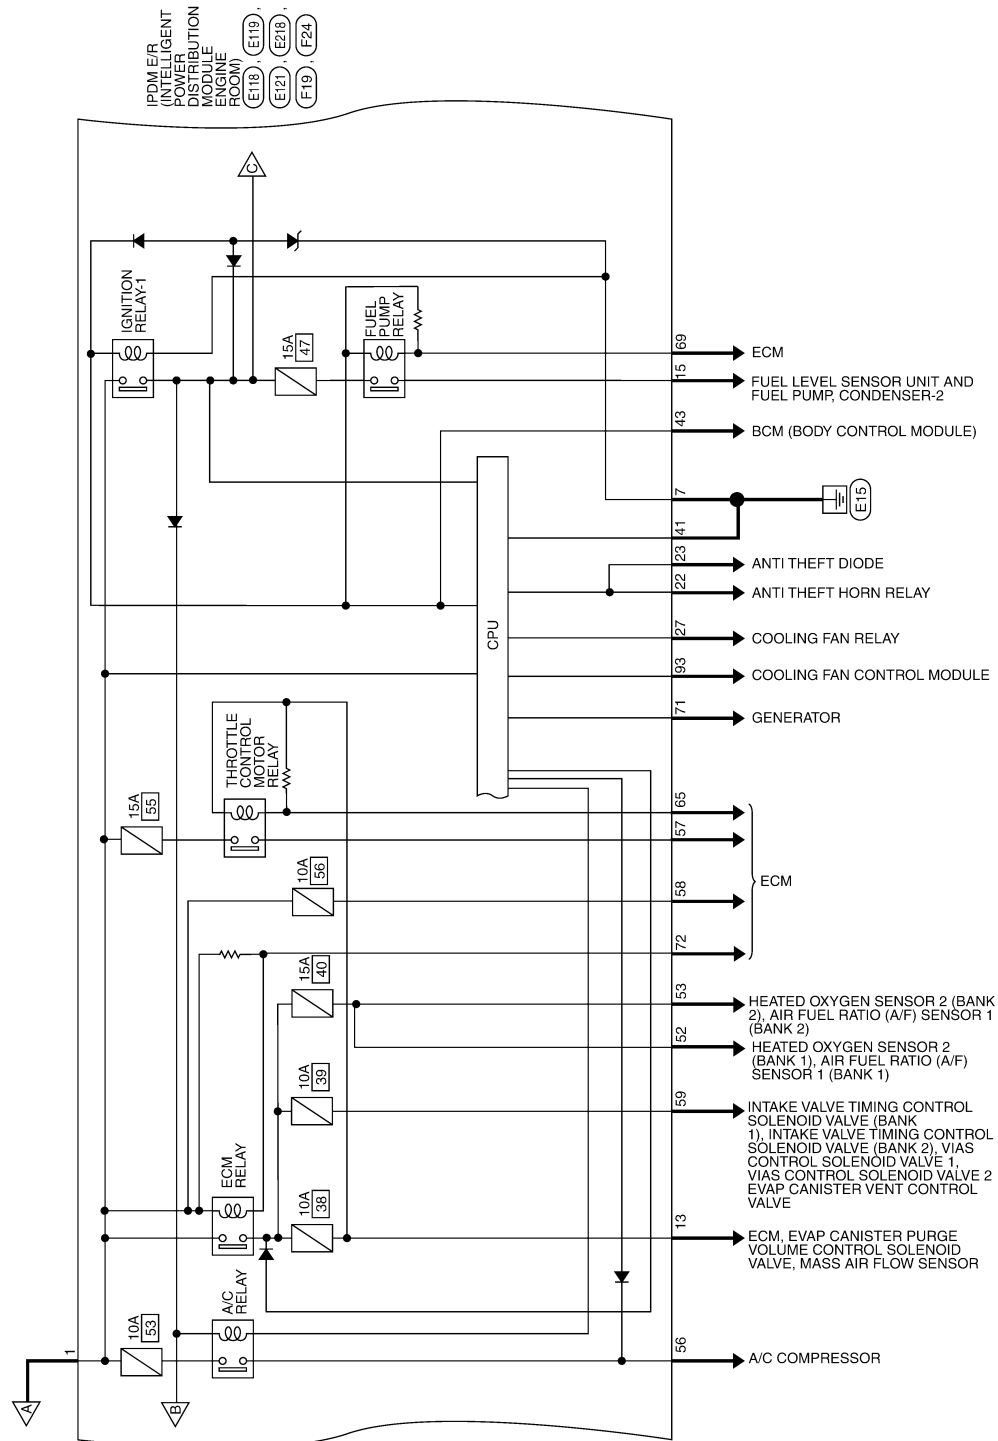 IPDM E/R
(INTELLIGENT
POWER
DISTRIBUTION
MODULE
ENGINE
ROOM)
E118 , E119 ,
E121 , E218 ,
F19 , F24
C
IGNITION
RELAY-1
15A
47
FUEL
PUMP
RELAY
69
ECM
15
FUEL LEVEL SENSOR UNIT AND
FUEL PUMP, CONDENSER-2
43
BCM (BODY CONTROL MODULE)
7
E15
41
23
ANTI THEFT DIODE
22
ANTI THEFT HORN RELAY
CPU
27
COOLING FAN RELAY
93
COOLING FAN CONTROL MODULE
71
GENERATOR
THROTTLE
CONTROL
MOTOR
RELAY
15A
55
65
57
10A
56
58
ECM
72
15A
40
53
HEATED OXYGEN SENSOR 2 (BANK
2), AIR FUEL RATIO (A/F) SENSOR 1
(BANK 2)
52
HEATED OXYGEN SENSOR 2
(BANK 1), AIR FUEL RATIO (A/F)
SENSOR 1 (BANK 1)
10A
39
59
INTAKE VALVE TIMING CONTROL
SOLENOID VALVE (BANK
1), INTAKE VALVE TIMING CONTROL
SOLENOID VALVE (BANK 2), VIAS
CONTROL SOLENOID VALVE 1,
VIAS CONTROL SOLENOID VALVE 2
EVAP CANISTER VENT CONTROL
VALVE
ECM
RELAY
10A
38
13
ECM, EVAP CANISTER PURGE
VOLUME CONTROL SOLENOID
VALVE, MASS AIR FLOW SENSOR
A/C
RELAY
10A
53
1
56
A/C COMPRESSOR
A
B